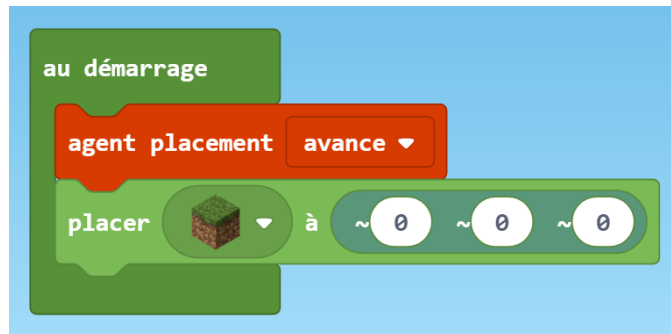 au démarrage
agent placement avance
placer à ~ 0 ~ 0 ~ 0